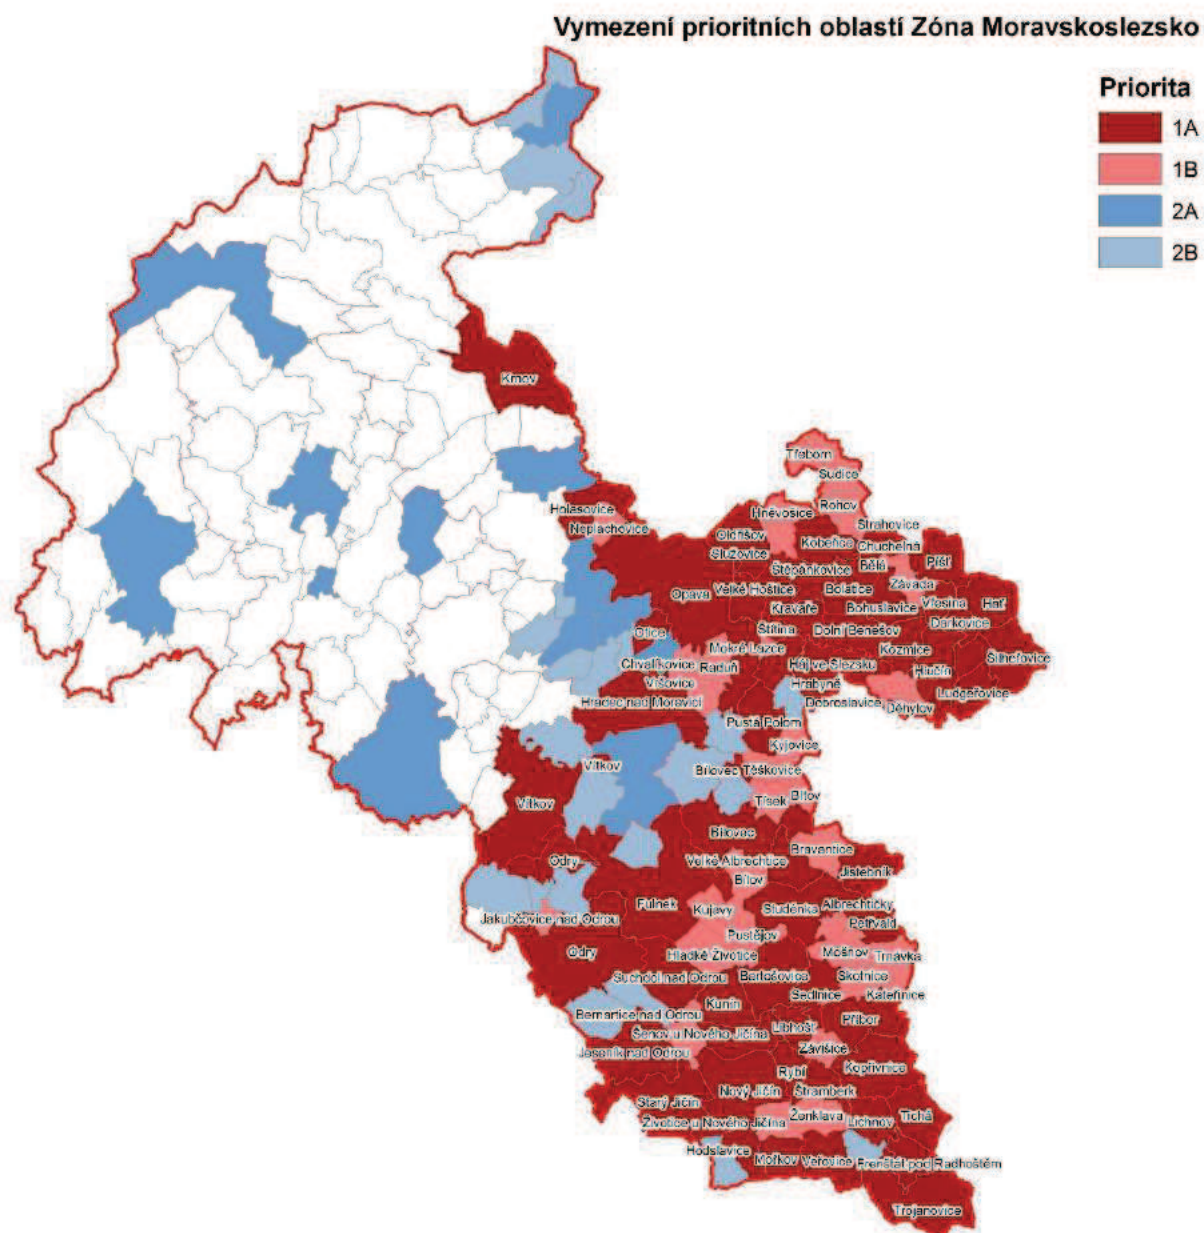 Vymezení prioritních oblastí Zóna Moravskoslezsko
Priorita
1A
1B
2A
2B
Krnov
Třebom
Sudice
Holasovice
Neplachovice
Hněvošice
Rohov
Strahovice
Oldřišov
Kobeřice
Chuchelná
Služovice
Štěpánkovice
Bělá
Píšť
Závada
Opava
Velké Hoštice
Bolatice
Vřesina
Hať
Kravaře
Bohuslavice
Darkovice
Štítina
Dolní Benešov
Otice
Mokré Lazce
Kozmice
Chvalíkovice
Raduň
Háj ve Slezsku
Hlučín
Šilheřovice
Vršovice
Hrabyně
Ludgeřovice
Hradec nad Moravicí
Dobroslavice
Děhylov
Pustá Polom
Kyjovice
Vítkov
Bílovec
Těškovice
Vítkov
Tísek
Bítov
Bílovec
Bravantice
Odry
Velké Albrechtice
Jistebník
Bílov
Fulnek
Kujavy
Studénka
Albrechtičky
Jakubčovice nad Odrou
Petřvald
Pustějov
Odry
Hladké Životice
Mošnov
Trnávka
Suchdol nad Odrou
Bartošovice
Skotnice
Sedlnice
Kateřinice
Bernartice nad Odrou
Kunín
Příbor
Šenov u Nového Jičína
Libhošť
Jeseník nad Odrou
Závišice
Rybí
Kopřivnice
Nový Jičín
Štramberk
Starý Jičín
Životice u Nového Jičína
Ženklava
Lichnov
Tichá
Hodslavice
Mořkov
Veřovice
Frenštát pod Radhoštěm
Trojanovice